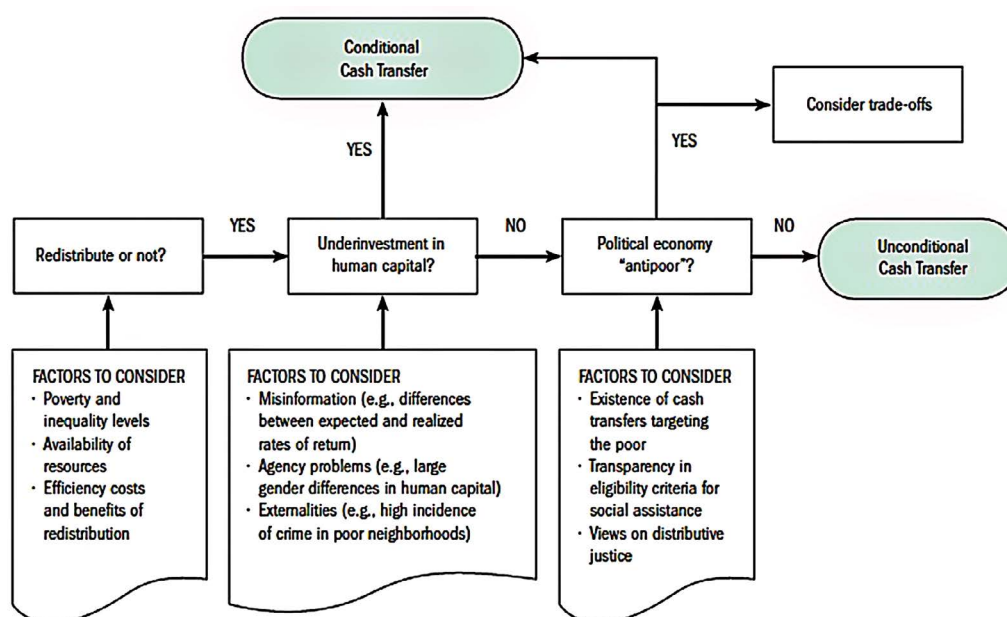 Conditional
Cash Transfer
Consider trade-offs
YES
YES
YES
NO
NO
Redistribute or not?
Underinvestment in
human capital?
Political economy
“antipoor”?
Unconditional
Cash Transfer
FACTORS TO CONSIDER
· Poverty and
inequality levels
· Availability of
resources
· Efficiency costs
and benefits of
redistribution
FACTORS TO CONSIDER
· Misinformation (e.g., differences
between expected and realized
rates of return)
· Agency problems (e.g., large
gender differences in human capital)
· Externalities (e.g., high incidence
of crime in poor neighborhoods)
FACTORS TO CONSIDER
· Existence of cash
transfers targeting
the poor
· Transparency in
eligibility criteria for
social assistance
· Views on distributive
justice